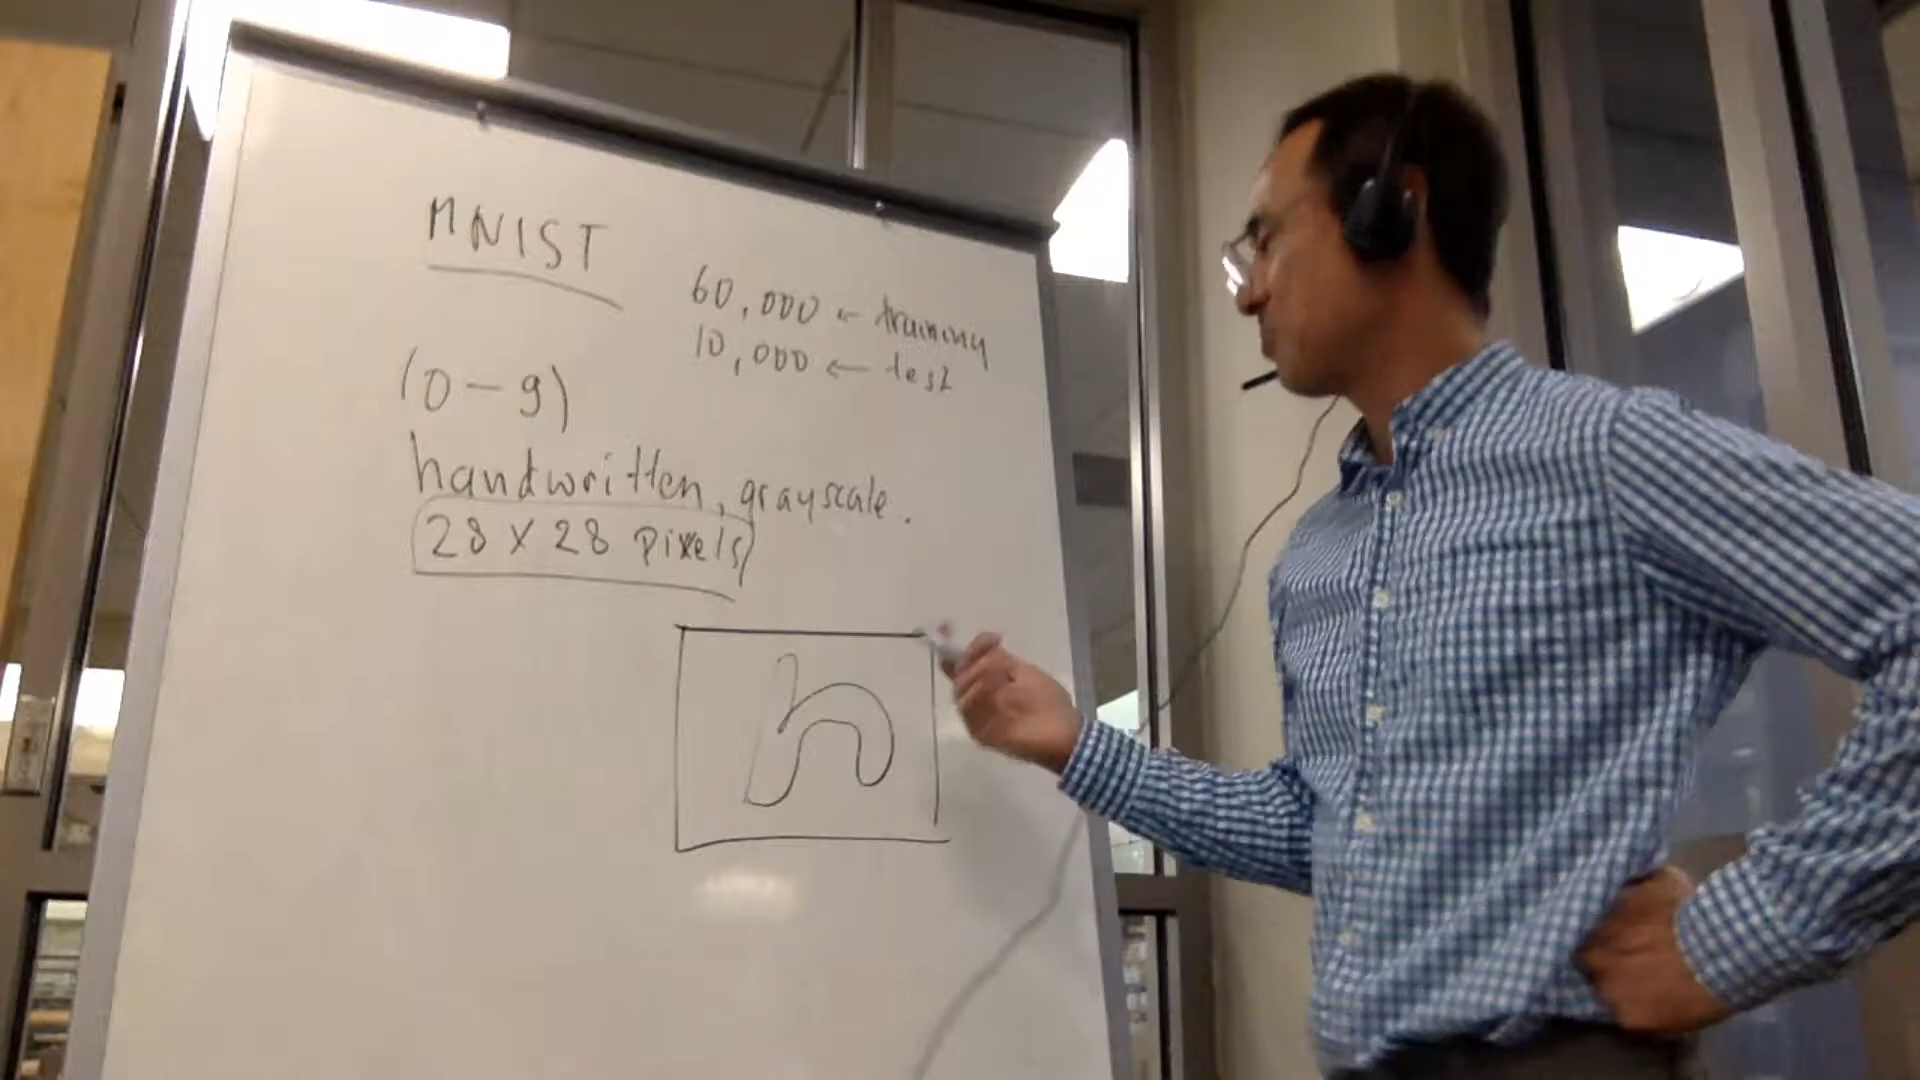 MNIST
60,000 ← training
10,000 ← test
(0-9)
handwritten, grayscale.
28 x 28 pixels